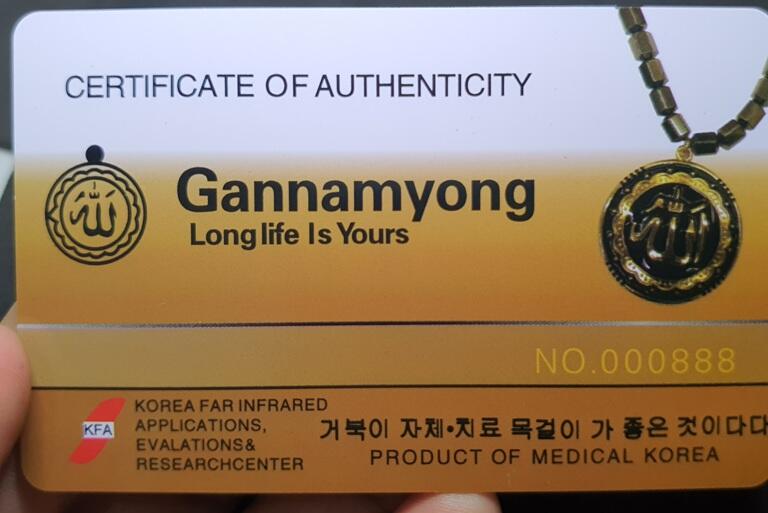 CERTIFICATE OF AUTHENTICITY
الله
Gannamyong
Long life Is Yours
الله
NO.000888
KFA
KOREA FAR INFRARED
APPLICATIONS,
EVALATIONS&
RESEARCHCENTER
거북이 자체•치료 목걸이 가 좋은 것이다다
PRODUCT OF MEDICAL KOREA